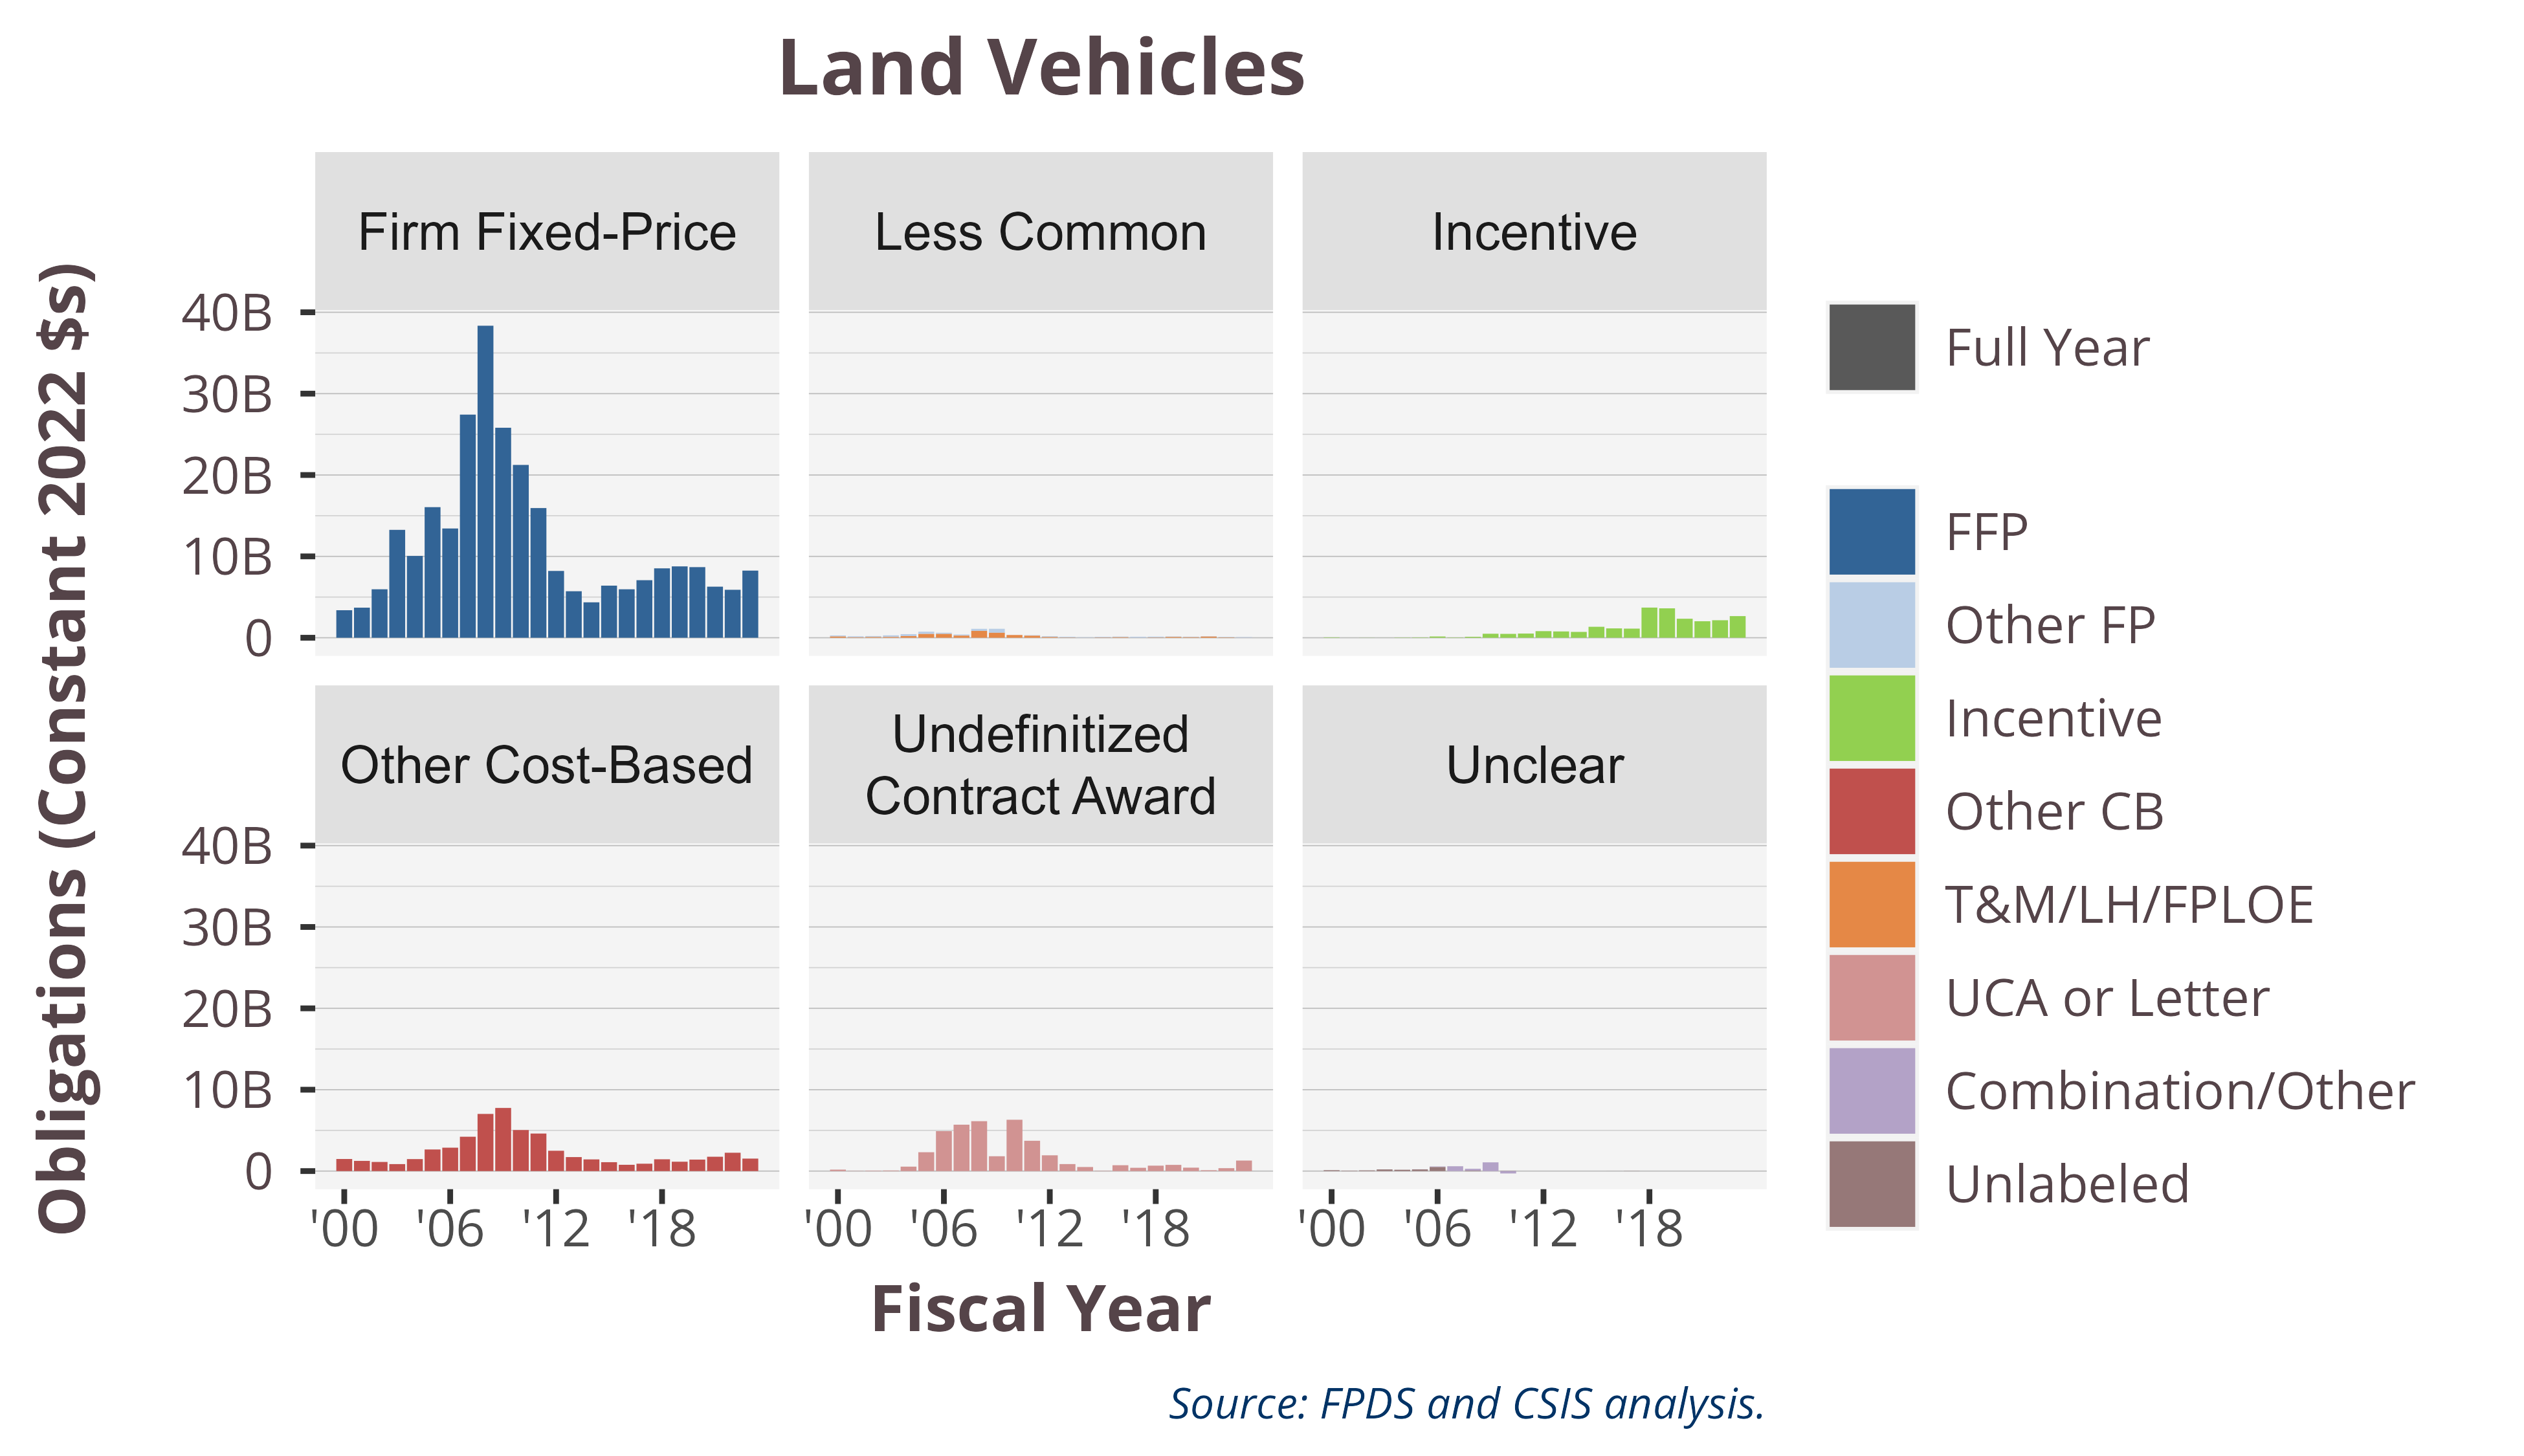 Land Vehicles
Firm Fixed-Price
Less Common
Incentive
Obligations (Constant 2022 $s)
40B
30B
20B
10B
0
Other Cost-Based
Undefinitized
Contract Award
Unclear
40B
30B
20B
10B
0
'00 '06 '12 '18
'00 '06 '12 '18
'00 '06 '12 '18
Fiscal Year
Full Year
FFP
Other FP
Incentive
Other CB
T&M/LH/FPLOE
UCA or Letter
Combination/Other
Unlabeled
Source: FPDS and CSIS analysis.